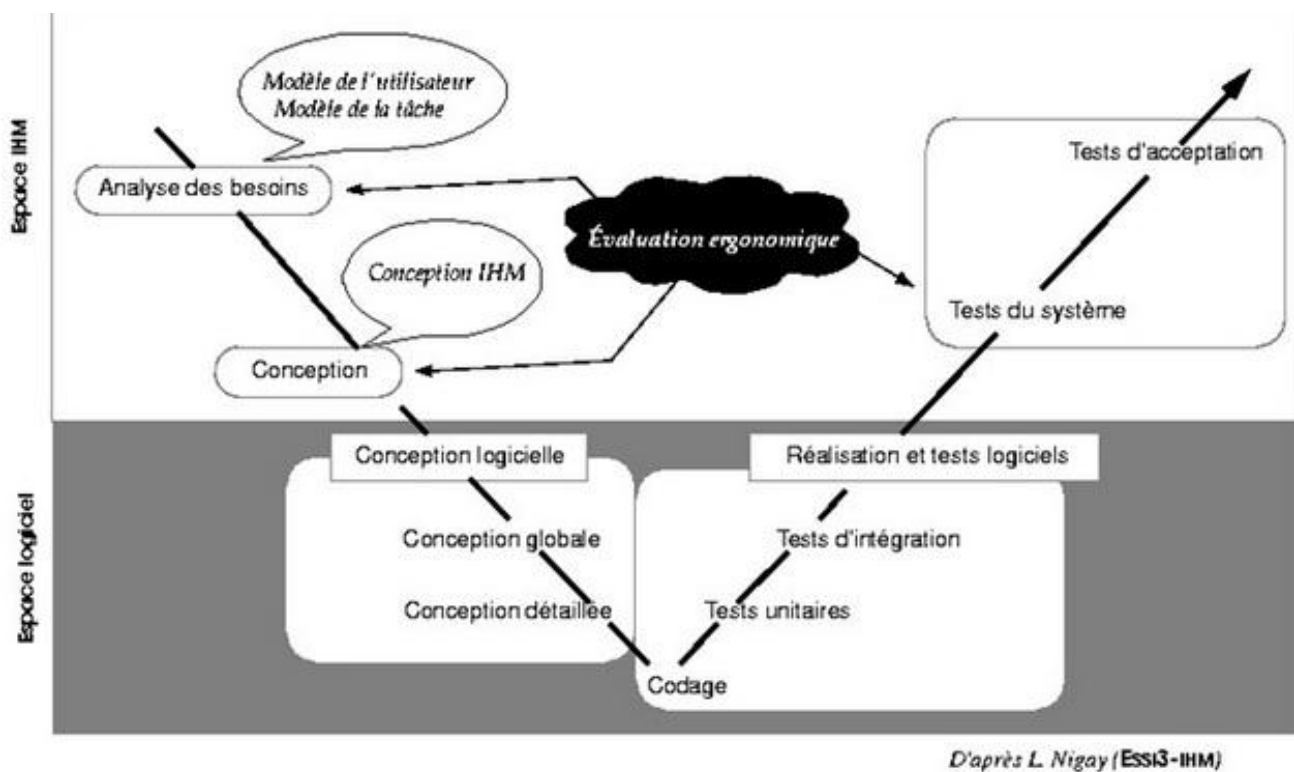 Espace IHM
Modèle de l'utilisateur
Modèle de la tâche
Analyse des besoins
Tests d'acceptation
Évaluation ergonomique
Conception IHM
Tests du système
Conception
Espace logiciel
Conception logicielle
Réalisation et tests logiciels
Conception globale
Tests d'intégration
Conception détaillée
Tests unitaires
Codage
D'après L. Nigay (ESSI3-IHM)